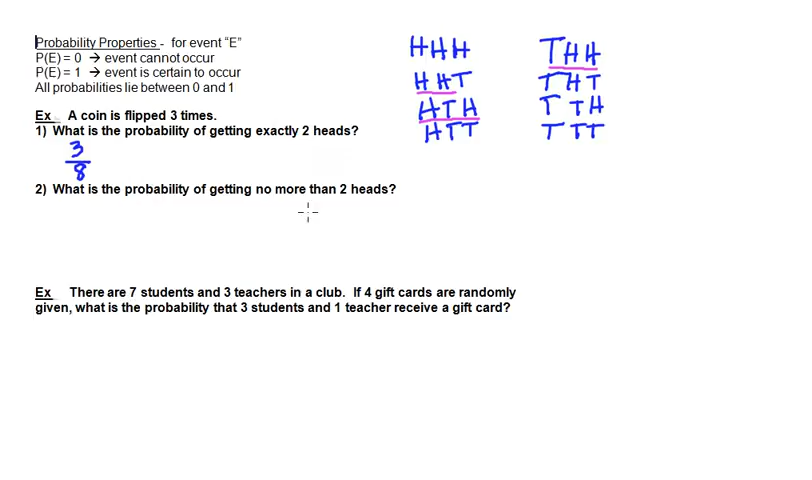 Probability Properties - for event "E"
P(E) = 0 → event cannot occur
P(E) = 1 → event is certain to occur
All probabilities lie between 0 and 1
Ex A coin is flipped 3 times.
1) What is the probability of getting exactly 2 heads?
3
8
2) What is the probability of getting no more than 2 heads?
Ex There are 7 students and 3 teachers in a club. If 4 gift cards are randomly
given, what is the probability that 3 students and 1 teacher receive a gift card?
HHH
HHT
HTH
HTT
THH
THT
TTH
TTT